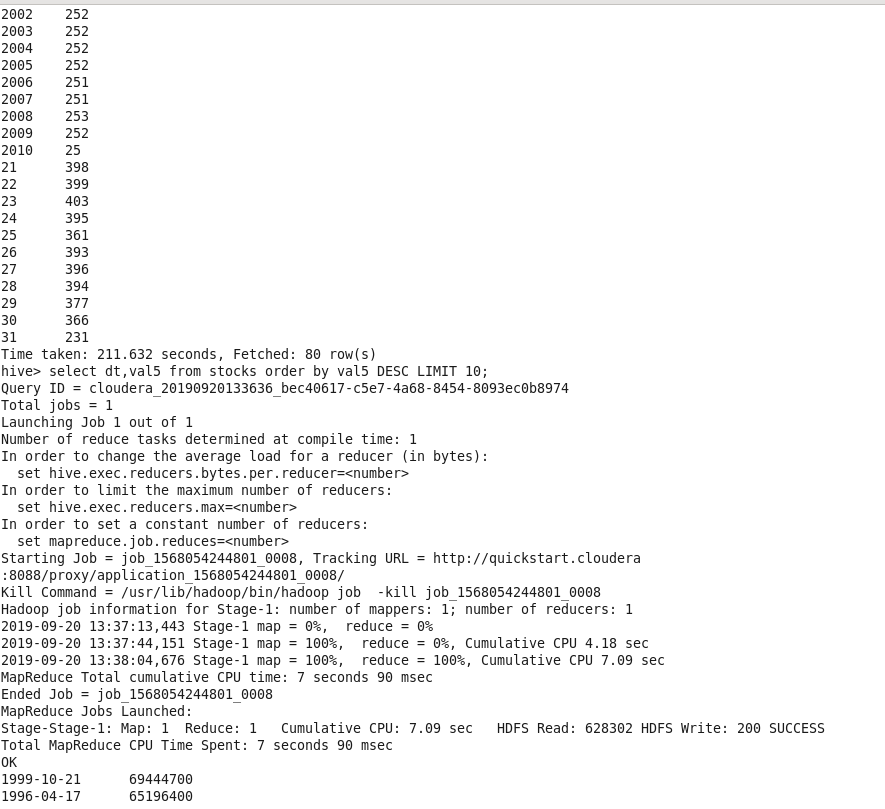 2002    252
2003    252
2004    252
2005    252
2006    251
2007    251
2008    253
2009    252
2010    25
21      398
22      399
23      403
24      395
25      361
26      393
27      396
28      394
29      377
30      366
31      231
Time taken: 211.632 seconds, Fetched: 80 row(s)
hive> select dt,val5 from stocks order by val5 DESC LIMIT 10;
Query ID = cloudera_20190920133636_bec40617-c5e7-4a68-8454-8093ec0b8974
Total jobs = 1
Launching Job 1 out of 1
Number of reduce tasks determined at compile time: 1
In order to change the average load for a reducer (in bytes):
  set hive.exec.reducers.bytes.per.reducer=<number>
In order to limit the maximum number of reducers:
  set hive.exec.reducers.max=<number>
In order to set a constant number of reducers:
  set mapreduce.job.reduces=<number>
Starting Job = job_1568054244801_0008, Tracking URL = http://quickstart.cloudera
:8088/proxy/application_1568054244801_0008/
Kill Command = /usr/lib/hadoop/bin/hadoop job  -kill job_1568054244801_0008
Hadoop job information for Stage-1: number of mappers: 1; number of reducers: 1
2019-09-20 13:37:13,443 Stage-1 map = 0%,  reduce = 0%
2019-09-20 13:37:44,151 Stage-1 map = 100%,  reduce = 0%, Cumulative CPU 4.18 sec
2019-09-20 13:38:04,676 Stage-1 map = 100%,  reduce = 100%, Cumulative CPU 7.09 sec
MapReduce Total cumulative CPU time: 7 seconds 90 msec
Ended Job = job_1568054244801_0008
MapReduce Jobs Launched:
Stage-Stage-1: Map: 1  Reduce: 1   Cumulative CPU: 7.09 sec   HDFS Read: 628302 HDFS Write: 200 SUCCESS
Total MapReduce CPU Time Spent: 7 seconds 90 msec
OK
1999-10-21      69444700
1996-04-17      65196400